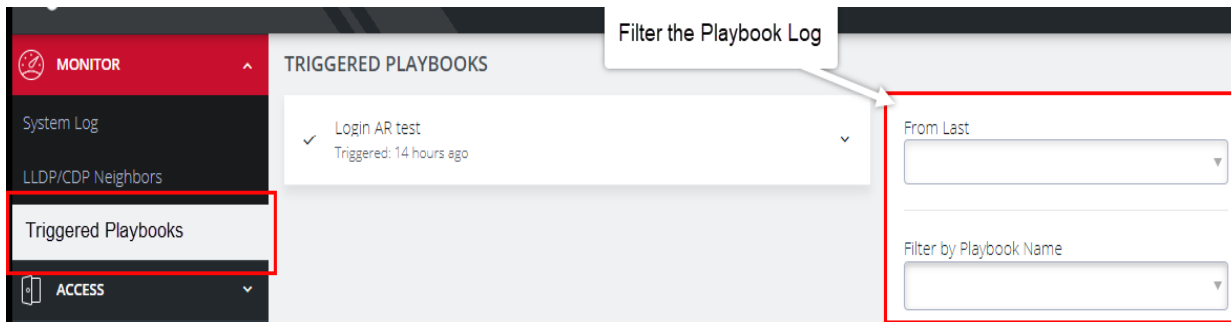 Filter the Playbook Log
MONITOR
TRIGGERED PLAYBOOKS
System Log
Login AR test
Triggered: 14 hours ago
From Last
LLDP/CDP Neighbors
Triggered Playbooks
Filter by Playbook Name
ACCESS